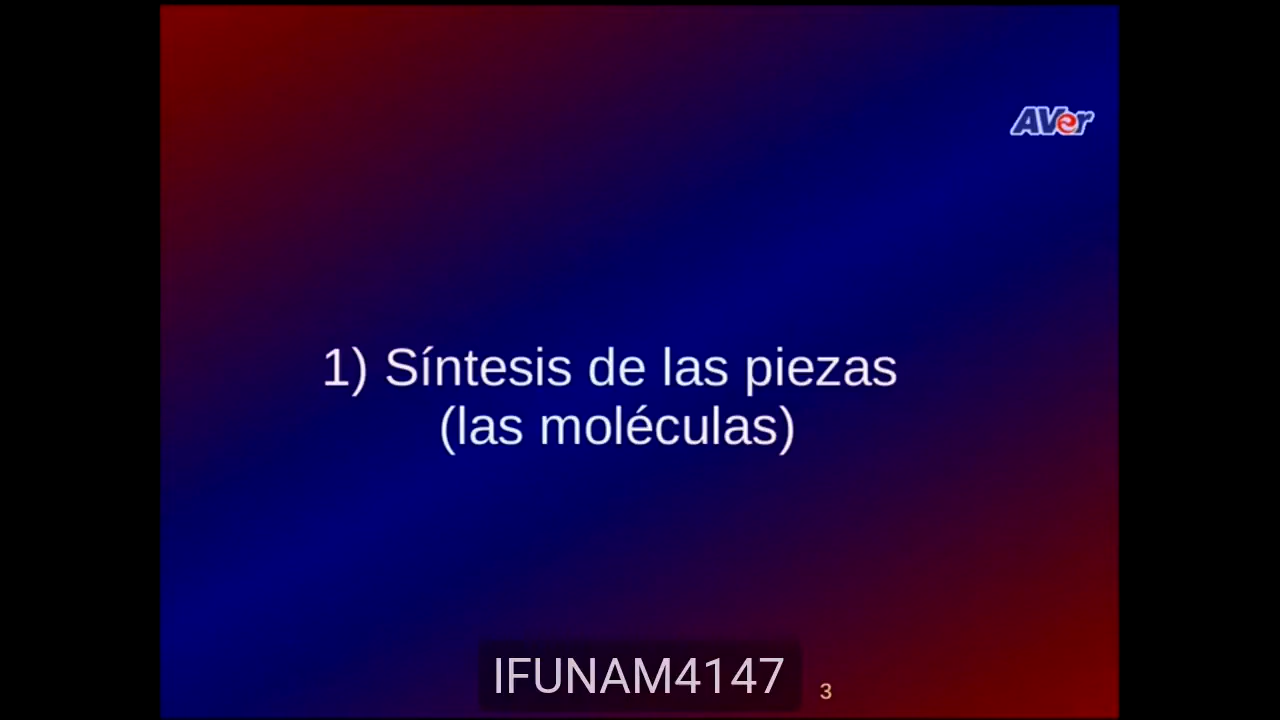 AVer
1) Síntesis de las piezas
(las moléculas)
IFUNAM4147
3